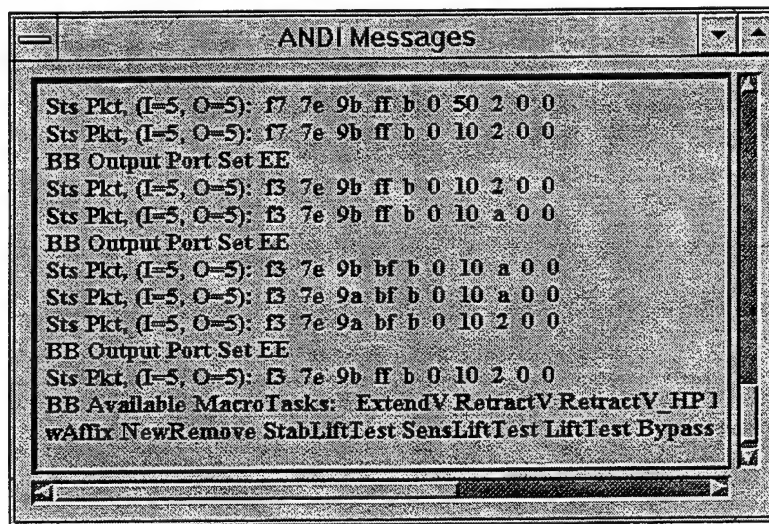 ANDI Messages
Sts Pkt, (I=5, O=5): f7 7e 9b ff b 0 50 2 0 0
Sts Pkt, (I=5, O=5): f7 7e 9b ff b 0 10 2 0 0
BB Output Port Set EE
Sts Pkt, (I=5, O=5): f3 7e 9b ff b 0 10 2 0 0
Sts Pkt, (I=5, O=5): f3 7e 9b ff b 0 10 a 0 0
BB Output Port Set EE
Sts Pkt, (I=5, O=5): f3 7e 9b bf b 0 10 a 0 0
Sts Pkt, (I=5, O=5): f3 7e 9a bf b 0 10 a 0 0
Sts Pkt, (I=5, O=5): f3 7e 9a bf b 0 10 2 0 0
BB Output Port Set EE
Sts Pkt, (I=5, O=5): f3 7e 9b ff b 0 10 2 0 0
BB Available MacroTasks: ExtendV RetractV RetractV_HP
wAffix NewRemove StabLiftTest SensLiftTest LiftTest Bypass